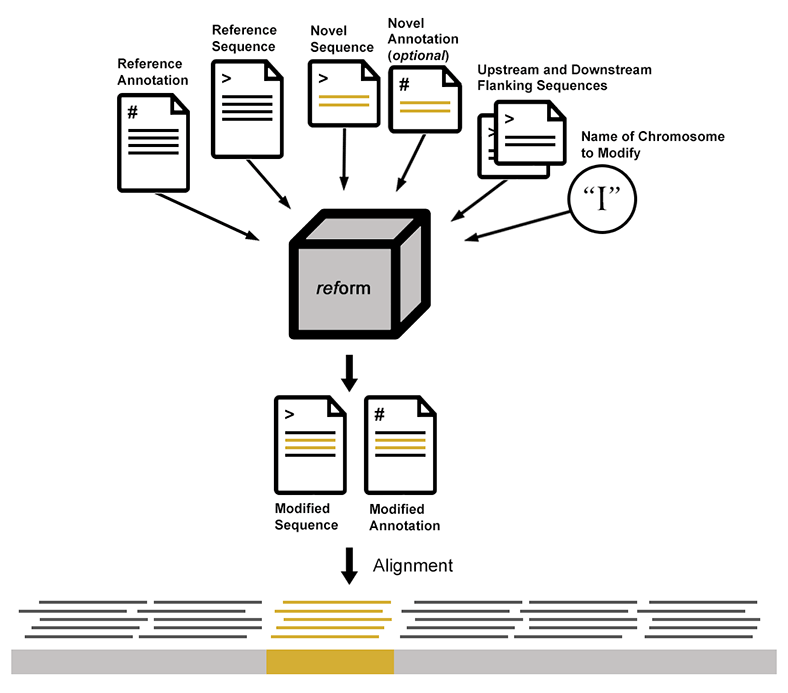 Reference
Annotation
#
Reference
Sequence
>
Novel
Sequence
>
Novel
Annotation
(optional)
#
Upstream and Downstream
Flanking Sequences
>
>
Name of Chromosome
to Modify
“I”
reform
>
#
Modified
Sequence
Modified
Annotation
Alignment